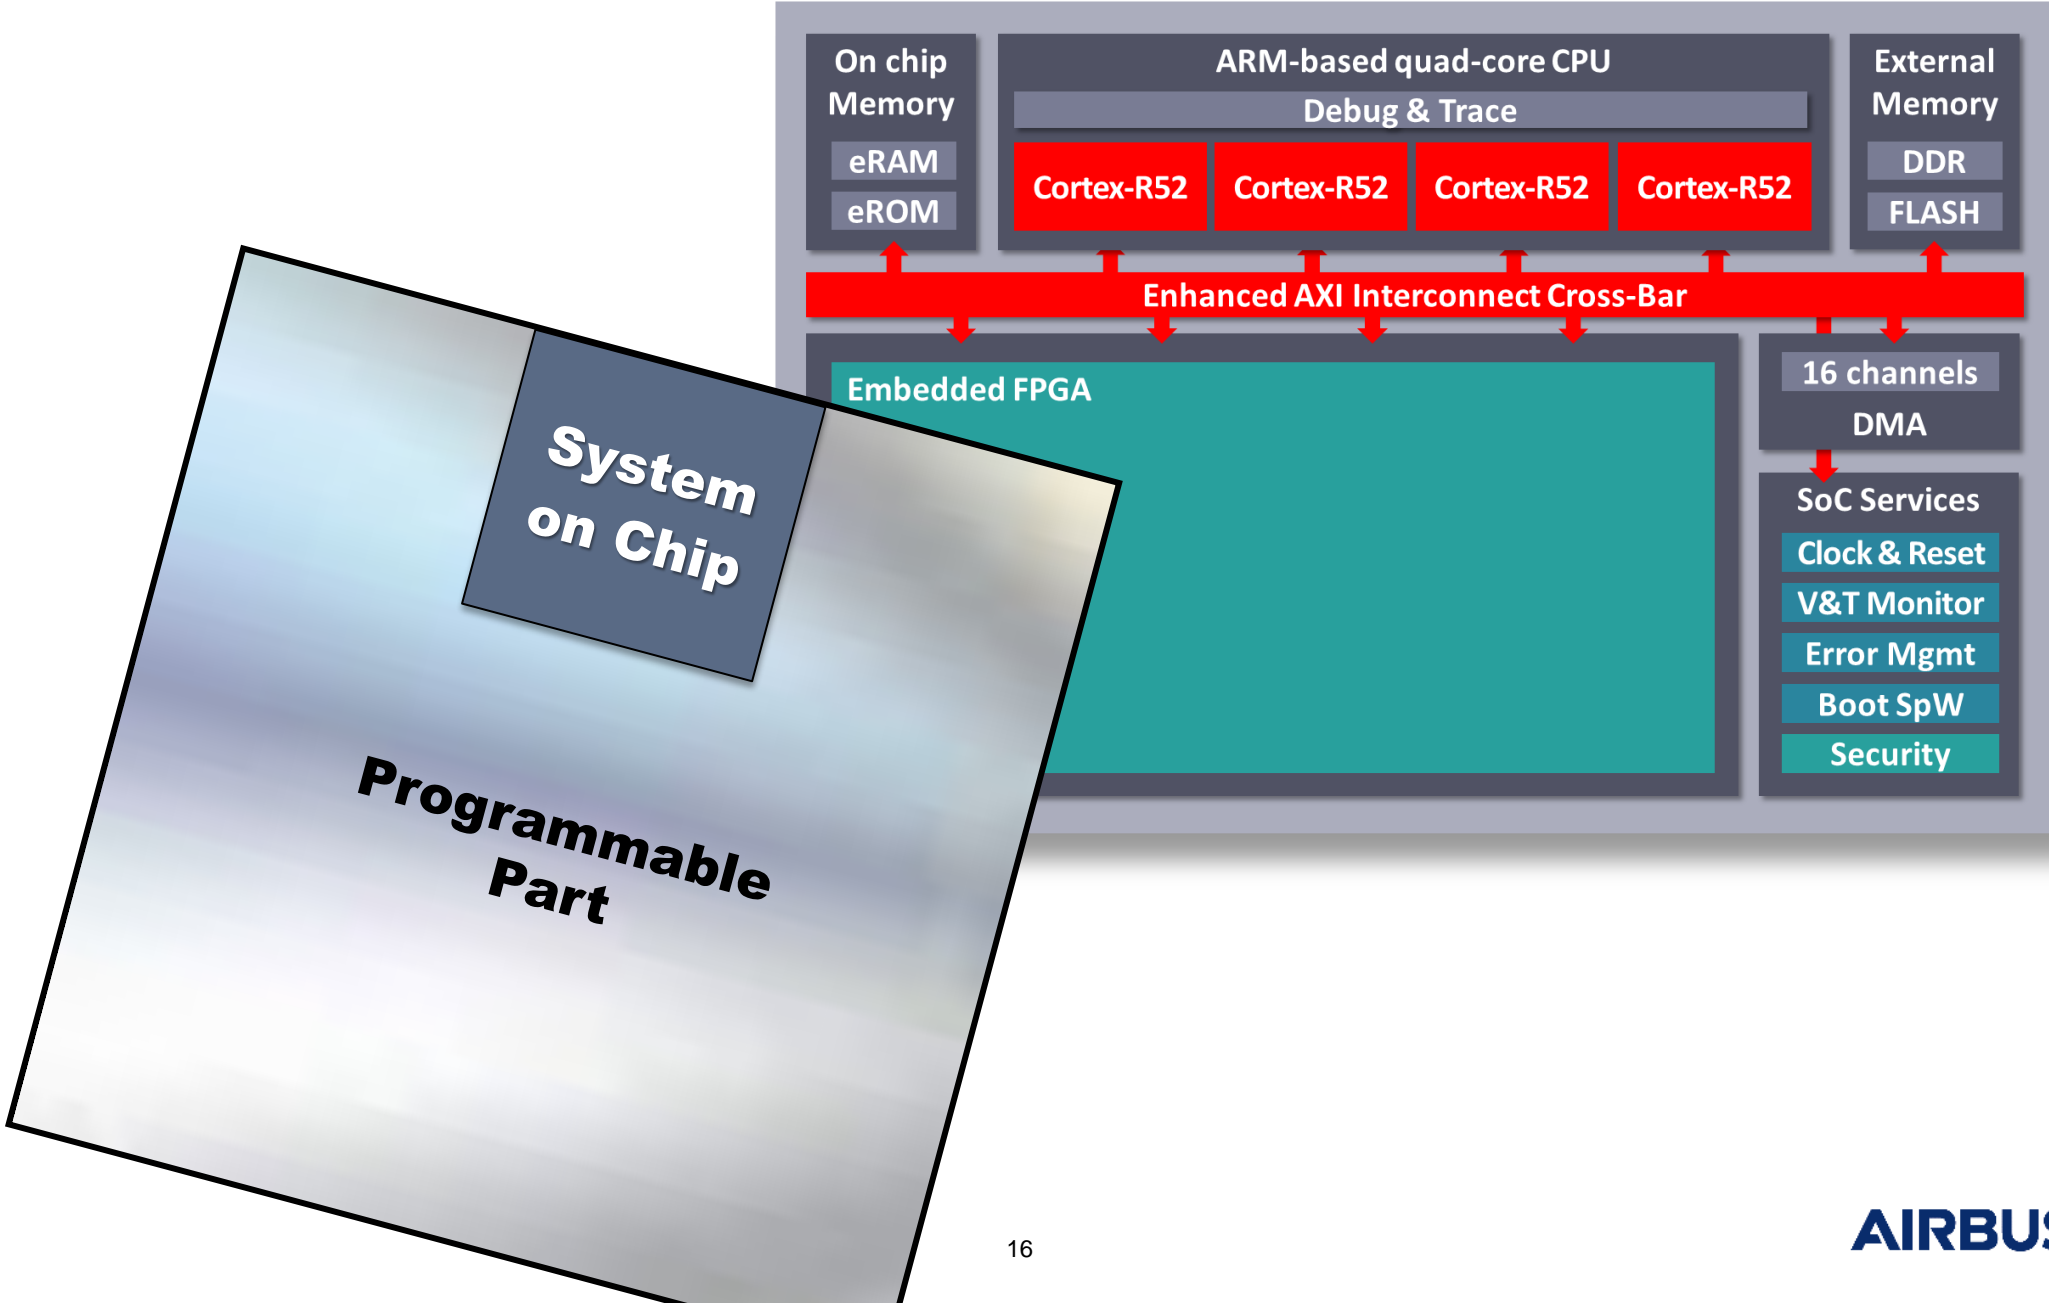 On chip
Memory
eRAM
eROM
ARM-based quad-core CPU
Debug & Trace
Cortex-R52
Cortex-R52
Cortex-R52
Cortex-R52
External
Memory
DDR
FLASH
Enhanced AXI Interconnect Cross-Bar
Embedded FPGA
16 channels
DMA
SoC Services
Clock & Reset
V&T Monitor
Error Mgmt
Boot SpW
Security
System
on Chip
Programmable
Part
16
AIRBUS